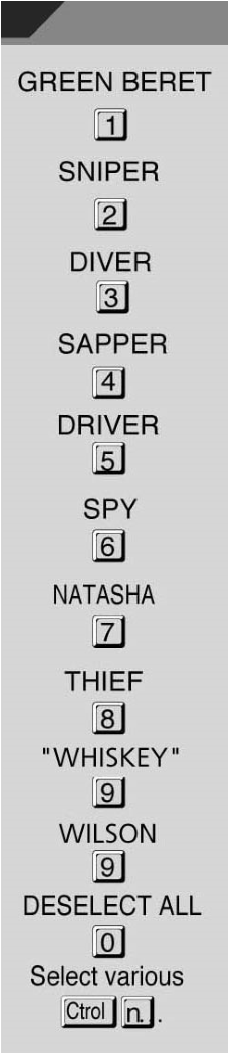 GREEN BERET
1
SNIPER
2
DIVER
3
SAPPER
4
DRIVER
5
SPY
6
NATASHA
7
THIEF
8
"WHISKEY"
9
WILSON
9
DESELECT ALL
0
Select various
Ctrol n...